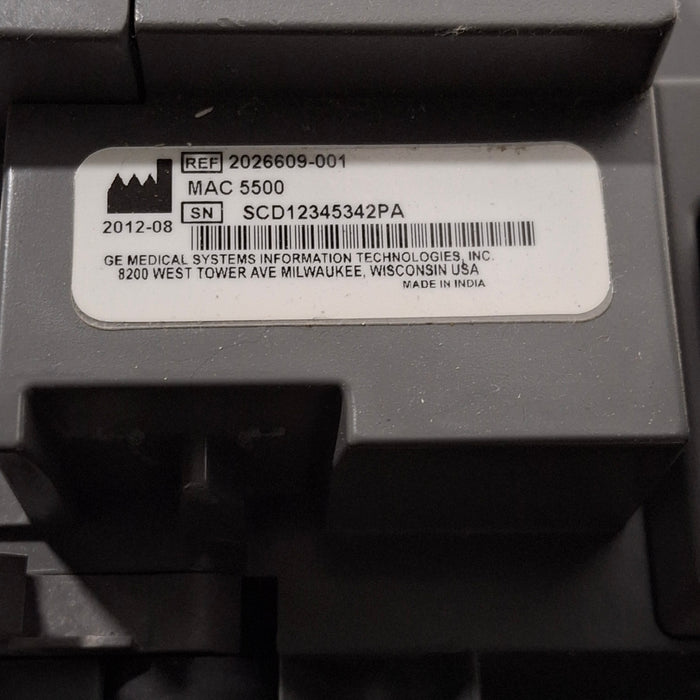 REF 2026609-001
MAC 5500
SN SCD12345342PA
2012-08
GE MEDICAL SYSTEMS INFORMATION TECHNOLOGIES, INC.
8200 WEST TOWER AVE MILWAUKEE, WISCONSIN USA
MADE IN INDIA